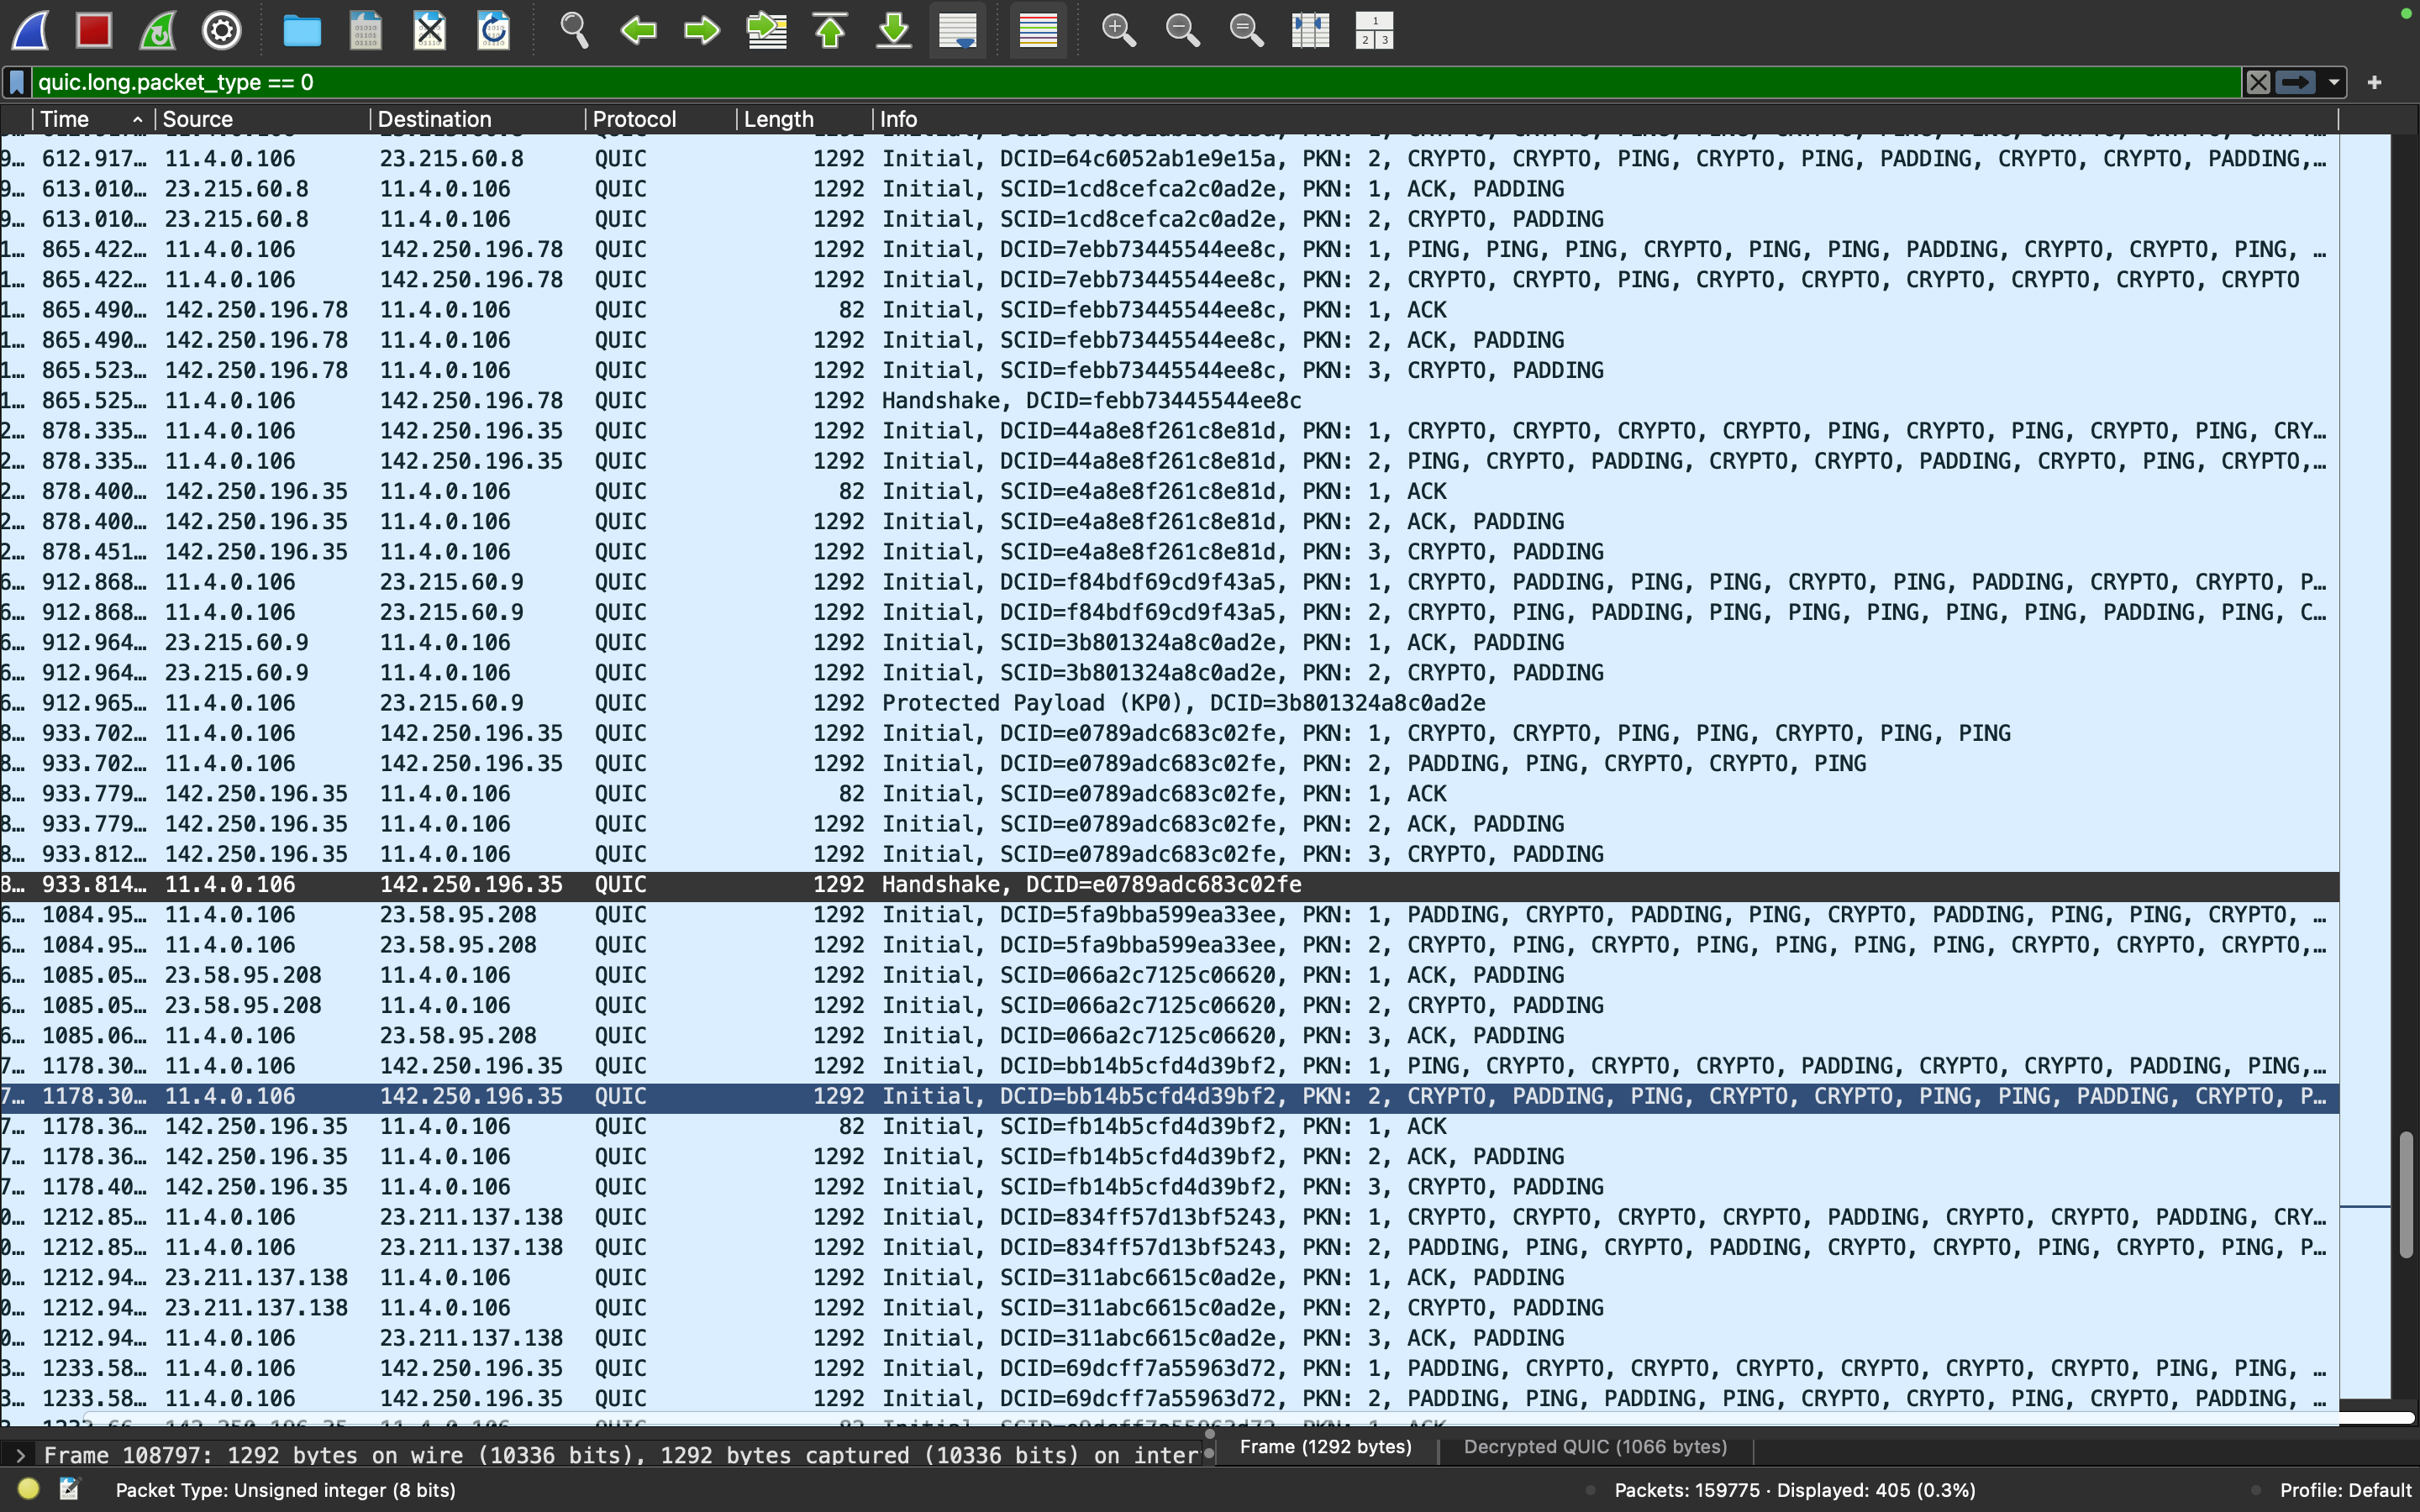 1
2 3
quic.long.packet_type == 0
Time Source Destination Protocol Length Info
9… 612.917… 11.4.0.106 23.215.60.8 QUIC 1292 Initial, DCID=64c6052ab1e9e15a, PKN: 2, CRYPTO, CRYPTO, PING, CRYPTO, PING, PADDING, CRYPTO, CRYPTO, PADDING,…
9… 613.010… 23.215.60.8 11.4.0.106 QUIC 1292 Initial, SCID=1cd8cefca2c0ad2e, PKN: 1, ACK, PADDING
9… 613.010… 23.215.60.8 11.4.0.106 QUIC 1292 Initial, SCID=1cd8cefca2c0ad2e, PKN: 2, CRYPTO, PADDING
1… 865.422… 11.4.0.106 142.250.196.78 QUIC 1292 Initial, DCID=7ebb73445544ee8c, PKN: 1, PING, PING, PING, CRYPTO, PING, PING, PADDING, CRYPTO, CRYPTO, PING, …
1… 865.422… 11.4.0.106 142.250.196.78 QUIC 1292 Initial, DCID=7ebb73445544ee8c, PKN: 2, CRYPTO, CRYPTO, PING, CRYPTO, CRYPTO, CRYPTO, CRYPTO, CRYPTO, CRYPTO
1… 865.490… 142.250.196.78 11.4.0.106 QUIC 82 Initial, SCID=febb73445544ee8c, PKN: 1, ACK
1… 865.490… 142.250.196.78 11.4.0.106 QUIC 1292 Initial, SCID=febb73445544ee8c, PKN: 2, ACK, PADDING
1… 865.523… 142.250.196.78 11.4.0.106 QUIC 1292 Initial, SCID=febb73445544ee8c, PKN: 3, CRYPTO, PADDING
1… 865.525… 11.4.0.106 142.250.196.78 QUIC 1292 Handshake, DCID=febb73445544ee8c
2… 878.335… 11.4.0.106 142.250.196.35 QUIC 1292 Initial, DCID=44a8e8f261c8e81d, PKN: 1, CRYPTO, CRYPTO, CRYPTO, CRYPTO, PING, CRYPTO, PING, CRYPTO, PING, CRY…
2… 878.335… 11.4.0.106 142.250.196.35 QUIC 1292 Initial, DCID=44a8e8f261c8e81d, PKN: 2, PING, CRYPTO, PADDING, CRYPTO, CRYPTO, PADDING, CRYPTO, PING, CRYPTO,…
2… 878.400… 142.250.196.35 11.4.0.106 QUIC 82 Initial, SCID=e4a8e8f261c8e81d, PKN: 1, ACK
2… 878.400… 142.250.196.35 11.4.0.106 QUIC 1292 Initial, SCID=e4a8e8f261c8e81d, PKN: 2, ACK, PADDING
2… 878.451… 142.250.196.35 11.4.0.106 QUIC 1292 Initial, SCID=e4a8e8f261c8e81d, PKN: 3, CRYPTO, PADDING
6… 912.868… 11.4.0.106 23.215.60.9 QUIC 1292 Initial, DCID=f84bdf69cd9f43a5, PKN: 1, CRYPTO, PADDING, PING, PING, CRYPTO, PING, PADDING, CRYPTO, CRYPTO, P…
6… 912.868… 11.4.0.106 23.215.60.9 QUIC 1292 Initial, DCID=f84bdf69cd9f43a5, PKN: 2, CRYPTO, PING, PADDING, PING, PING, PING, PING, PING, PADDING, PING, C…
6… 912.964… 23.215.60.9 11.4.0.106 QUIC 1292 Initial, SCID=3b801324a8c0ad2e, PKN: 1, ACK, PADDING
6… 912.964… 23.215.60.9 11.4.0.106 QUIC 1292 Initial, SCID=3b801324a8c0ad2e, PKN: 2, CRYPTO, PADDING
6… 912.965… 11.4.0.106 23.215.60.9 QUIC 1292 Protected Payload (KP0), DCID=3b801324a8c0ad2e
8… 933.702… 11.4.0.106 142.250.196.35 QUIC 1292 Initial, DCID=e0789adc683c02fe, PKN: 1, CRYPTO, CRYPTO, PING, PING, CRYPTO, PING, PING
8… 933.702… 11.4.0.106 142.250.196.35 QUIC 1292 Initial, DCID=e0789adc683c02fe, PKN: 2, PADDING, PING, CRYPTO, CRYPTO, PING
8… 933.779… 142.250.196.35 11.4.0.106 QUIC 82 Initial, SCID=e0789adc683c02fe, PKN: 1, ACK
8… 933.779… 142.250.196.35 11.4.0.106 QUIC 1292 Initial, SCID=e0789adc683c02fe, PKN: 2, ACK, PADDING
8… 933.812… 142.250.196.35 11.4.0.106 QUIC 1292 Initial, SCID=e0789adc683c02fe, PKN: 3, CRYPTO, PADDING
8… 933.814… 11.4.0.106 142.250.196.35 QUIC 1292 Handshake, DCID=e0789adc683c02fe
6… 1084.95… 11.4.0.106 23.58.95.208 QUIC 1292 Initial, DCID=5fa9bba599ea33ee, PKN: 1, PADDING, CRYPTO, PADDING, PING, CRYPTO, PADDING, PING, PING, CRYPTO, …
6… 1084.95… 11.4.0.106 23.58.95.208 QUIC 1292 Initial, DCID=5fa9bba599ea33ee, PKN: 2, CRYPTO, PING, CRYPTO, PING, PING, PING, PING, CRYPTO, CRYPTO, CRYPTO,…
6… 1085.05… 23.58.95.208 11.4.0.106 QUIC 1292 Initial, SCID=066a2c7125c06620, PKN: 1, ACK, PADDING
6… 1085.05… 23.58.95.208 11.4.0.106 QUIC 1292 Initial, SCID=066a2c7125c06620, PKN: 2, CRYPTO, PADDING
6… 1085.06… 11.4.0.106 23.58.95.208 QUIC 1292 Initial, DCID=066a2c7125c06620, PKN: 3, ACK, PADDING
7… 1178.30… 11.4.0.106 142.250.196.35 QUIC 1292 Initial, DCID=bb14b5cfd4d39bf2, PKN: 1, PING, CRYPTO, CRYPTO, CRYPTO, PADDING, CRYPTO, CRYPTO, PADDING, PING,…
7… 1178.30… 11.4.0.106 142.250.196.35 QUIC 1292 Initial, DCID=bb14b5cfd4d39bf2, PKN: 2, CRYPTO, PADDING, PING, CRYPTO, CRYPTO, PING, PING, PADDING, CRYPTO, P…
7… 1178.36… 142.250.196.35 11.4.0.106 QUIC 82 Initial, SCID=fb14b5cfd4d39bf2, PKN: 1, ACK
7… 1178.36… 142.250.196.35 11.4.0.106 QUIC 1292 Initial, SCID=fb14b5cfd4d39bf2, PKN: 2, ACK, PADDING
7… 1178.40… 142.250.196.35 11.4.0.106 QUIC 1292 Initial, SCID=fb14b5cfd4d39bf2, PKN: 3, CRYPTO, PADDING
0… 1212.85… 11.4.0.106 23.211.137.138 QUIC 1292 Initial, DCID=834ff57d13bf5243, PKN: 1, CRYPTO, CRYPTO, CRYPTO, CRYPTO, PADDING, CRYPTO, CRYPTO, PADDING, CRY…
0… 1212.85… 11.4.0.106 23.211.137.138 QUIC 1292 Initial, DCID=834ff57d13bf5243, PKN: 2, PADDING, PING, CRYPTO, PADDING, CRYPTO, CRYPTO, PING, CRYPTO, PING, P…
0… 1212.94… 23.211.137.138 11.4.0.106 QUIC 1292 Initial, SCID=311abc6615c0ad2e, PKN: 1, ACK, PADDING
0… 1212.94… 23.211.137.138 11.4.0.106 QUIC 1292 Initial, SCID=311abc6615c0ad2e, PKN: 2, CRYPTO, PADDING
0… 1212.94… 11.4.0.106 23.211.137.138 QUIC 1292 Initial, DCID=311abc6615c0ad2e, PKN: 3, ACK, PADDING
3… 1233.58… 11.4.0.106 142.250.196.35 QUIC 1292 Initial, DCID=69dcff7a55963d72, PKN: 1, PADDING, CRYPTO, CRYPTO, CRYPTO, CRYPTO, CRYPTO, CRYPTO, PING, PING, …
3… 1233.58… 11.4.0.106 142.250.196.35 QUIC 1292 Initial, DCID=69dcff7a55963d72, PKN: 2, PADDING, PING, PADDING, PING, CRYPTO, CRYPTO, PING, CRYPTO, PADDING, …
Frame 108797: 1292 bytes on wire (10336 bits), 1292 bytes captured (10336 bits) on inter
Frame (1292 bytes) Decrypted QUIC (1066 bytes)
Packet Type: Unsigned integer (8 bits) Packets: 159775 · Displayed: 405 (0.3%) Profile: Default